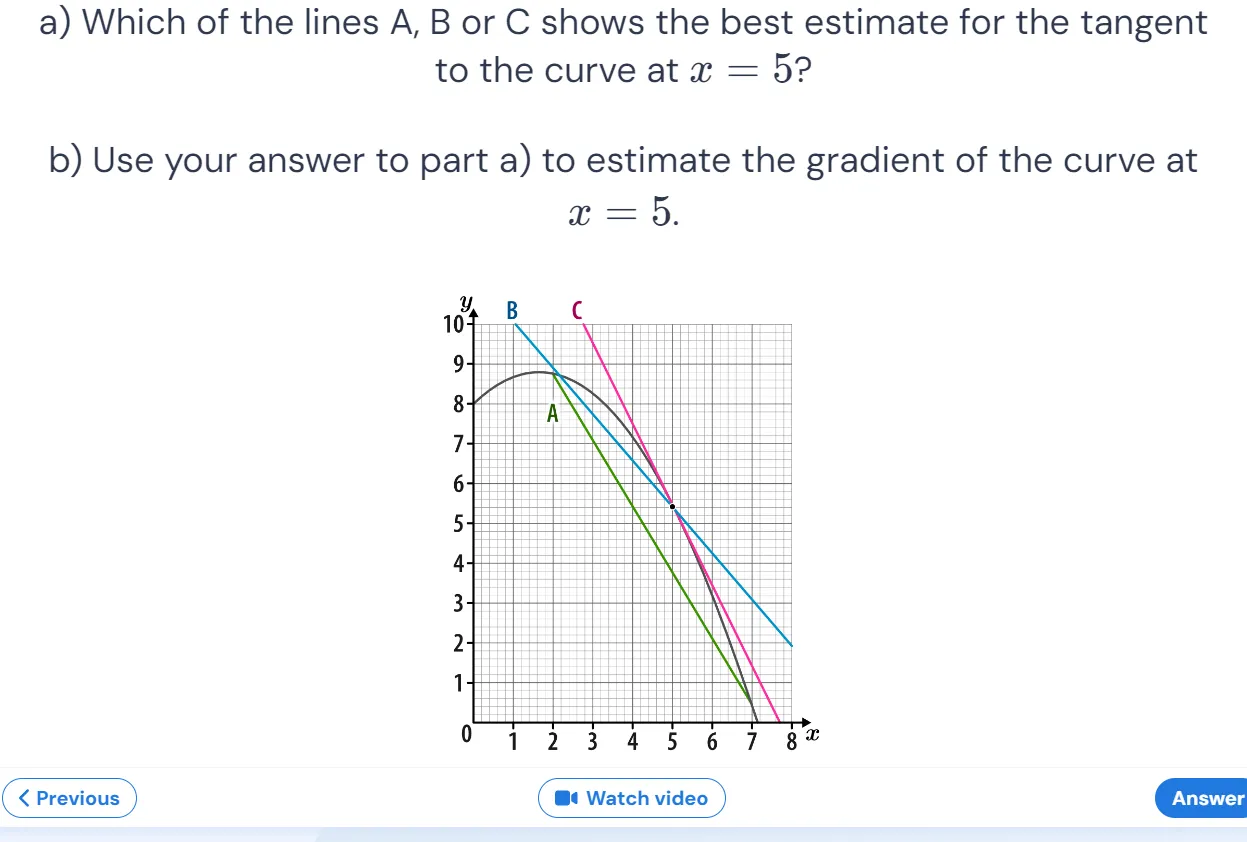 a) Which of the lines A, B or C shows the best estimate for the tangent
to the curve at x = 5?
b) Use your answer to part a) to estimate the gradient of the curve at
x = 5.
y
B
C
10
9
8
A
7
6
5
4
3
2
1
0 1 2 3 4 5 6 7 8 x
Previous
Watch video
Answer